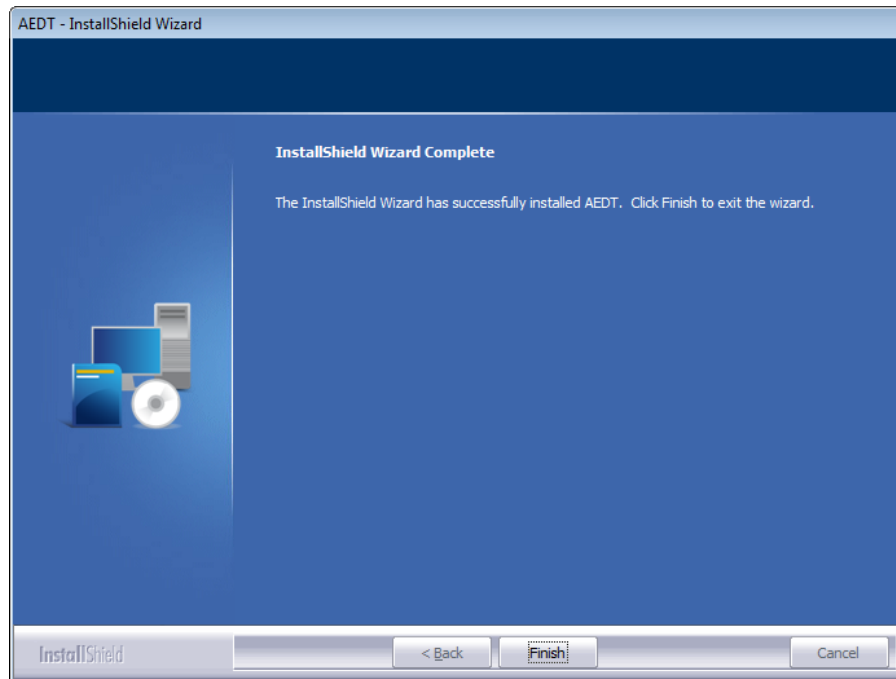 AEDT - InstallShield Wizard
InstallShield Wizard Complete
The InstallShield Wizard has successfully installed AEDT.  Click Finish to exit the wizard.
InstallShield
< Back
Finish
Cancel